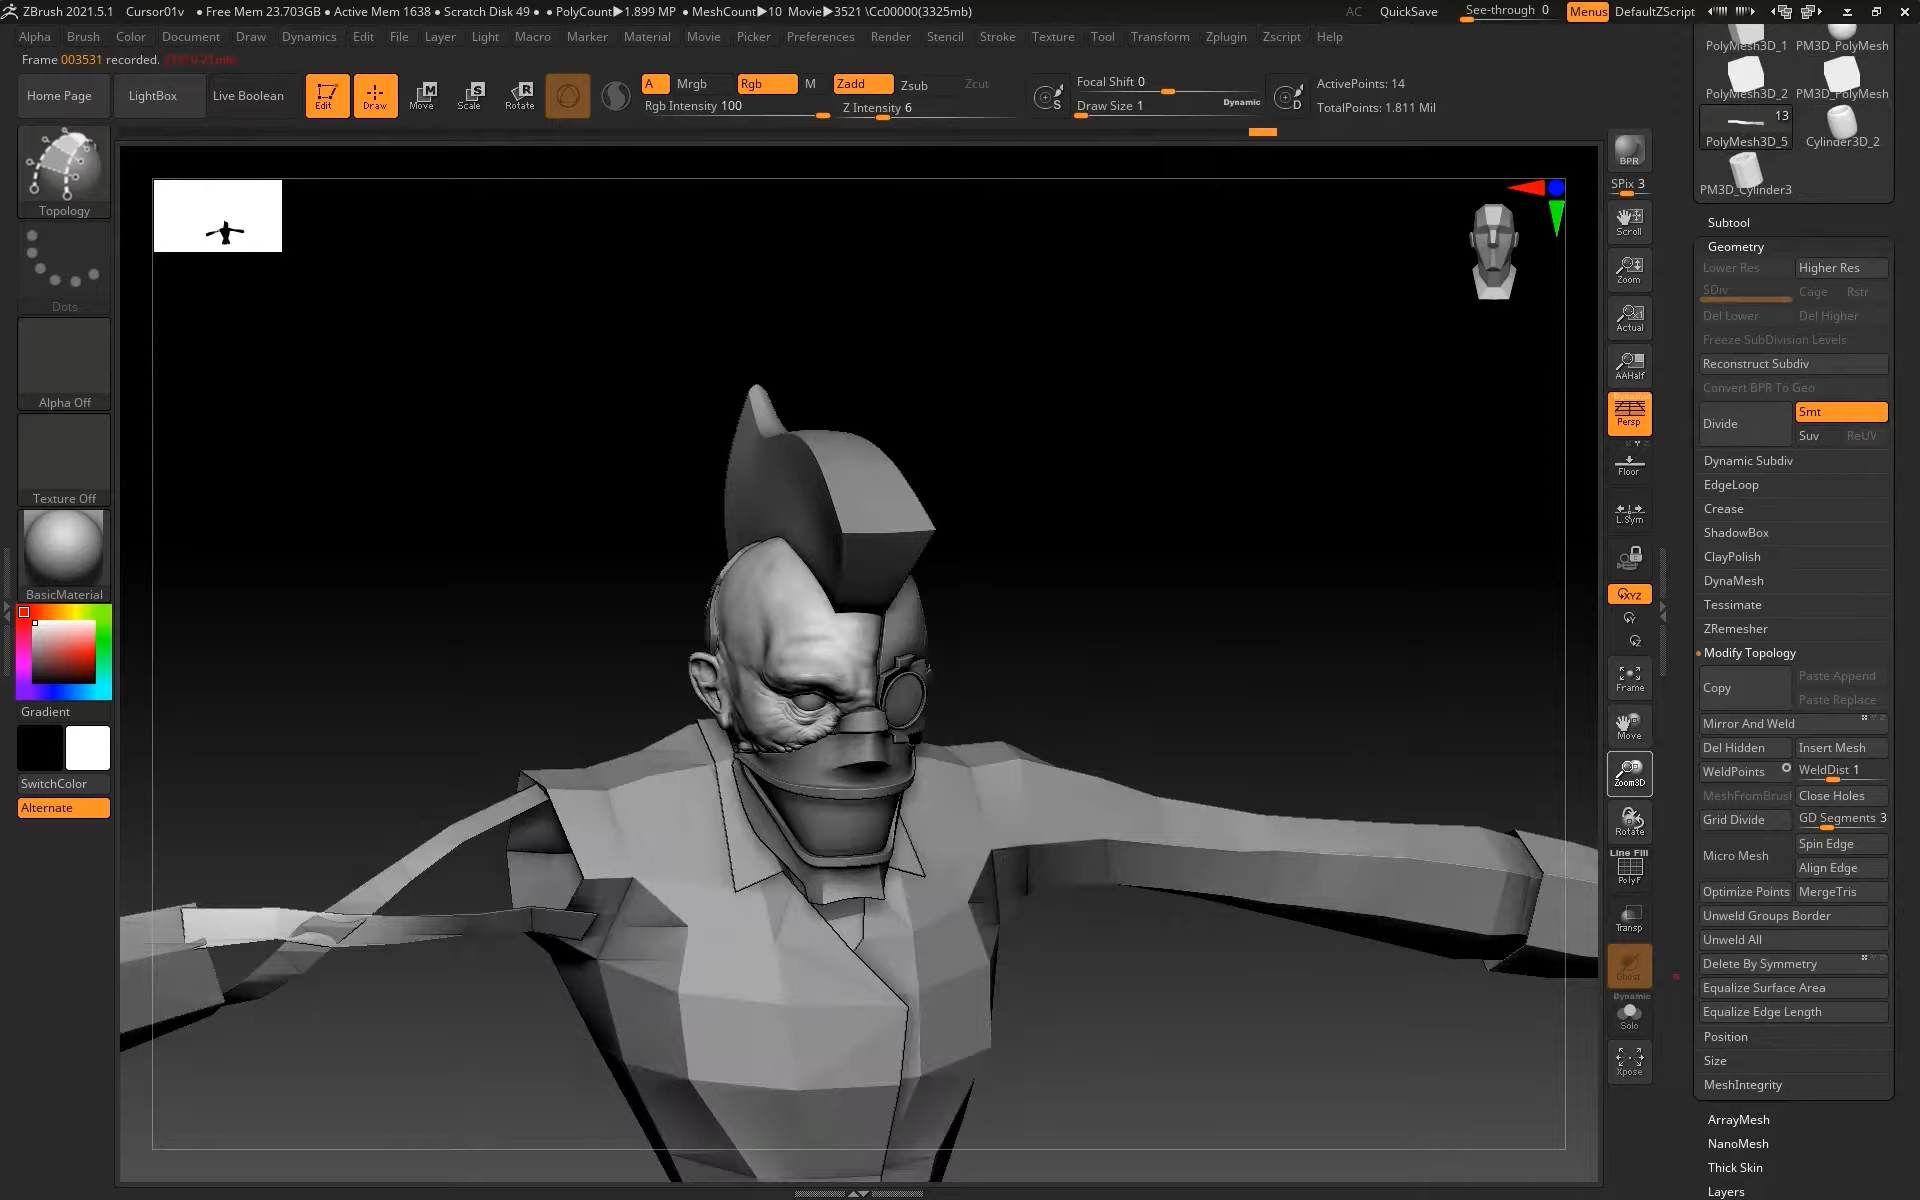 ZBrush 2021.5.1 Cursor01v • Free Mem 23.703GB • Active Mem 1638 • Scratch Disk 49 • • PolyCount▶1.899 MP • MeshCount▶10 Movie▶3521 \Cc00000(3325mb) AC QuickSave See-through 0 Menus DefaultZScript
Alpha Brush Color Document Draw Dynamics Edit File Layer Light Macro Marker Material Movie Picker Preferences Render Stencil Stroke Texture Tool Transform Zplugin Zscript Help
Frame 003531 recorded.
Home Page LightBox Live Boolean Edit Draw Move Scale Rotate
M S R
A Mrgb Rgb M Zadd Zsub Zcut
Rgb Intensity 100 Z Intensity 6
S Focal Shift 0
Draw Size 1 Dynamic
D ActivePoints: 14
TotalPoints: 1.811 Mil
Topology
Dots
Alpha Off
Texture Off
BasicMaterial
Gradient
SwitchColor
Alternate
BPR
SPix 3
Scroll
Zoom
Actual
AAHalf
Dynamic
Persp
Floor
L.Sym
XYZ
Y
Z
Frame
Move
Zoom3D
Rotate
Line Fill
PolyF
Transp
Ghost
Dynamic
Solo
Xpose
PolyMesh3D_1 PM3D_PolyMesh
PolyMesh3D_2 PM3D_PolyMesh
13
PolyMesh3D_5 Cylinder3D_2
PM3D_Cylinder3
Subtool
Geometry
Lower Res Higher Res
SDiv Cage Rstr
Del Lower Del Higher
Freeze SubDivision Levels
Reconstruct Subdiv
Convert BPR To Geo
Divide Smt
Suv ReUV
Dynamic Subdiv
EdgeLoop
Crease
ShadowBox
ClayPolish
DynaMesh
Tessimate
ZRemesher
Modify Topology
Copy Paste Append
Paste Replace
Mirror And Weld
Del Hidden Insert Mesh
WeldPoints WeldDist 1
MeshFromBrush Close Holes
Grid Divide GD Segments 3
Micro Mesh Spin Edge
Align Edge
Optimize Points MergeTris
Unweld Groups Border
Unweld All
Delete By Symmetry
Equalize Surface Area
Equalize Edge Length
Position
Size
MeshIntegrity
ArrayMesh
NanoMesh
Thick Skin
Layers